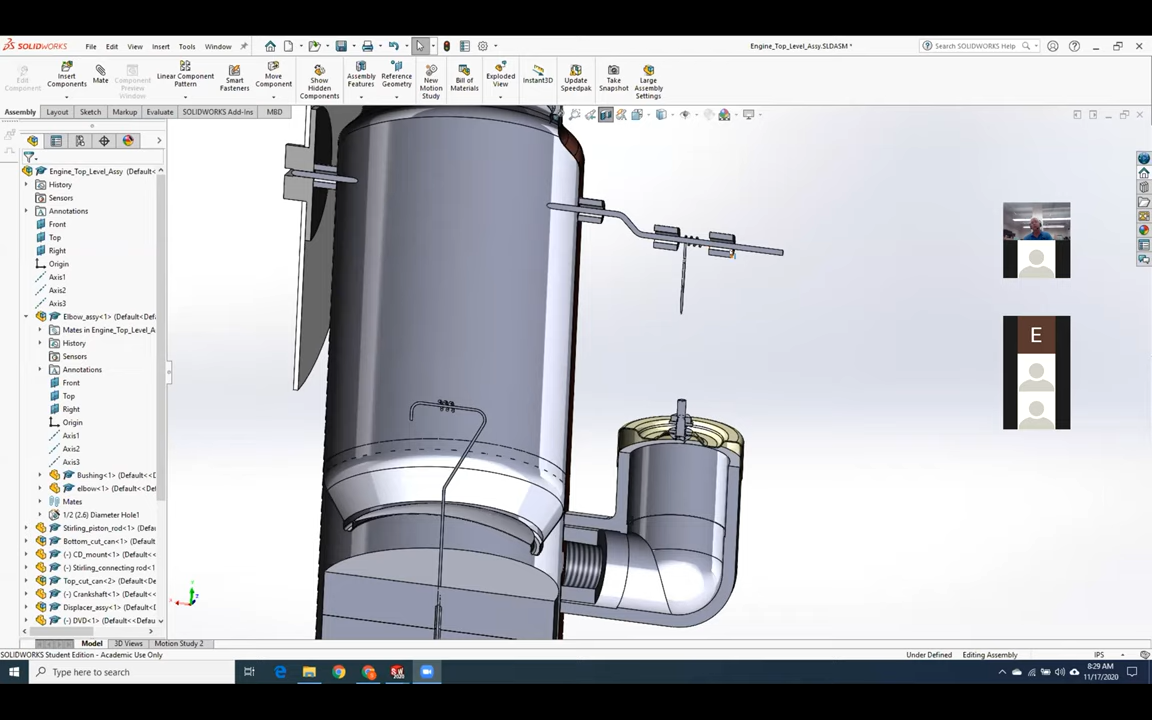 SOLIDWORKS File Edit View Insert Tools Window Engine_Top_Level_Assy.SLDASM * Search SOLIDWORKS Help
Edit Component
Insert Components
Mate
Component Preview Window
Linear Component Pattern
Smart Fasteners
Move Component
Show Hidden Components
Assembly Features
Reference Geometry
New Motion Study
Bill of Materials
Exploded View
Instant3D
Update Speedpak
Take Snapshot
Large Assembly Settings
Assembly Layout Sketch Markup Evaluate SOLIDWORKS Add-Ins MBD
Engine_Top_Level_Assy (Default<
History
Sensors
Annotations
Front
Top
Right
Origin
Axis1
Axis2
Axis3
Elbow_assy<1> (Default<Def
Mates in Engine_Top_Level_A
History
Sensors
Annotations
Front
Top
Right
Origin
Axis1
Axis2
Axis3
Bushing<1> (Default<<D
elbow<1> (Default<<Def
Mates
1/2 (2.6) Diameter Hole1
Stirling_piston_rod<1> (Defau
Bottom_cut_can<1> (Default
(-) CD_mount<1> (Default<<
(-) Stirling_connecting rod<1
Top_cut_can<2> (Default<<De
(-) Crankshaft<1> (Default<
Displacer_assy<1> (Default<D
(-) DVD<1> (Default<<Defau
E
Model 3D Views Motion Study 2
SOLIDWORKS Student Edition - Academic Use Only Under Defined Editing Assembly IPS
Type here to search
8:29 AM
11/17/2020